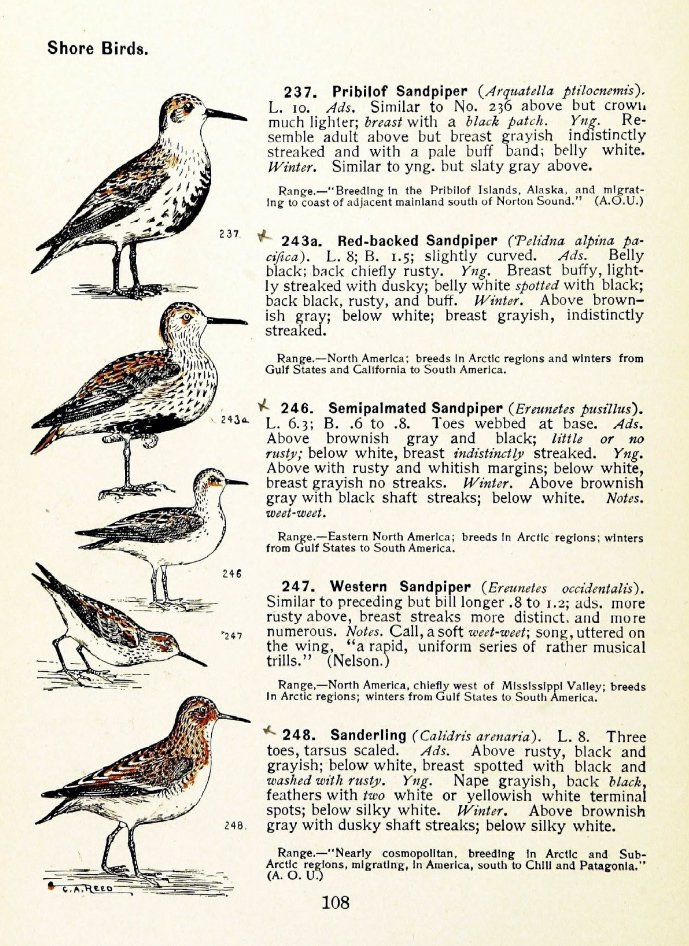 Shore Birds.
237. Pribilof Sandpiper (Arquatella ptilocnemis).
L. 10. Ads. Similar to No. 236 above but crown
much lighter; breast with a black patch. Yng. Re-
semble adult above but breast grayish indistinctly
streaked and with a pale buff band; belly white.
Winter. Similar to yng. but slaty gray above.
Range.—"Breeding in the Pribilof Islands, Alaska, and migrat-
ing to coast of adjacent mainland south of Norton Sound." (A.O.U.)
237.
243a. Red-backed Sandpiper (Pelidna alpina pa-
cifica). L. 8; B. 1.5; slightly curved. Ads. Belly
black; back chiefly rusty. Yng. Breast buffy, light-
ly streaked with dusky; belly white spotted with black;
back black, rusty, and buff. Winter. Above brown-
ish gray; below white; breast grayish, indistinctly
streaked.
Range.—North America; breeds in Arctic regions and winters from
Gulf States and California to South America.
243a
246. Semipalmated Sandpiper (Ereunetes pusillus).
L. 6.3; B. .6 to .8. Toes webbed at base. Ads.
Above brownish gray and black; little or no
rusty; below white, breast indistinctly streaked. Yng.
Above with rusty and whitish margins; below white,
breast grayish no streaks. Winter. Above brownish
gray with black shaft streaks; below white. Notes.
weet-weet.
Range.—Eastern North America; breeds in Arctic regions; winters
from Gulf States to South America.
246
247. Western Sandpiper (Ereunetes occidentalis).
Similar to preceding but bill longer .8 to 1.2; ads. more
rusty above, breast streaks more distinct. and more
numerous. Notes. Call, a soft weet-weet; song, uttered on
the wing, "a rapid, uniform series of rather musical
trills." (Nelson.)
Range,—North America, chiefly west of Mississippi Valley; breeds
in Arctic regions; winters from Gulf States to South America.
247
248. Sanderling (Calidris arenaria). L. 8. Three
toes, tarsus scaled. Ads. Above rusty, black and
grayish; below white, breast spotted with black and
washed with rusty. Yng. Nape grayish, back black,
feathers with two white or yellowish white terminal
spots; below silky white. Winter. Above brownish
gray with dusky shaft streaks; below silky white.
Range.—"Nearly cosmopolitan, breeding in Arctic and Sub-
Arctic regions, migrating, in America, south to Chili and Patagonia."
(A. O. U.)
248.
C.A.REED
108